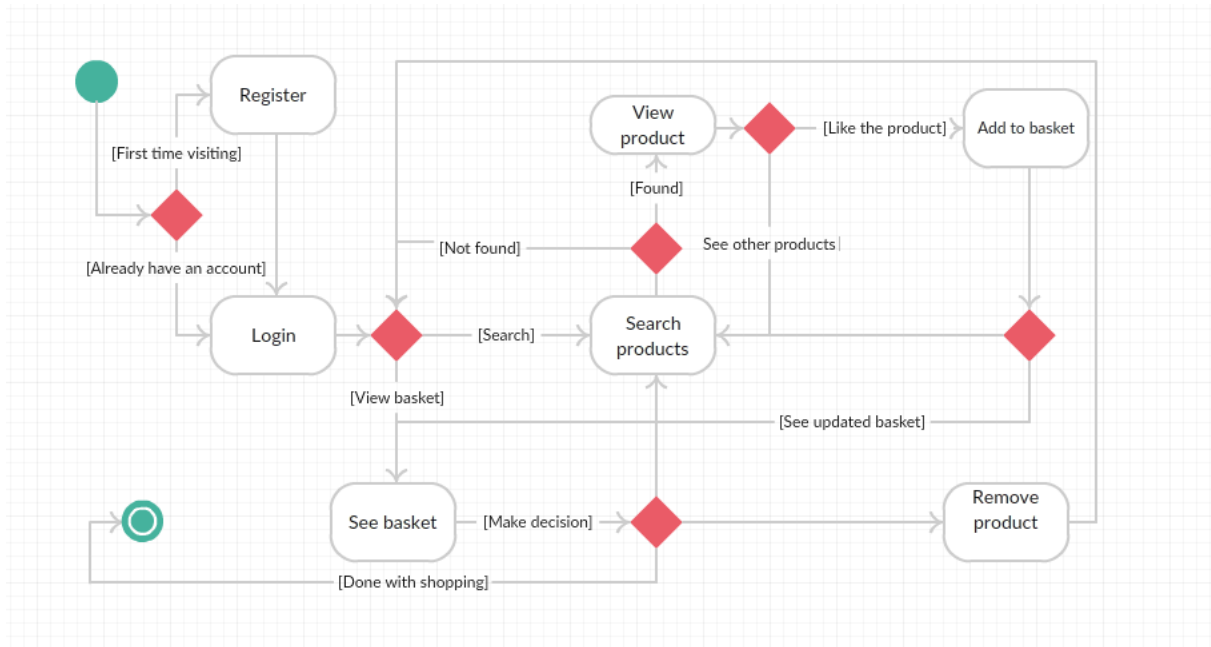 Register
View
product
[Like the product]
Add to basket
[First time visiting]
[Found]
[Not found]
See other products
[Already have an account]
Login
[Search]
Search
products
[View basket]
[See updated basket]
See basket
[Make decision]
Remove
product
[Done with shopping]